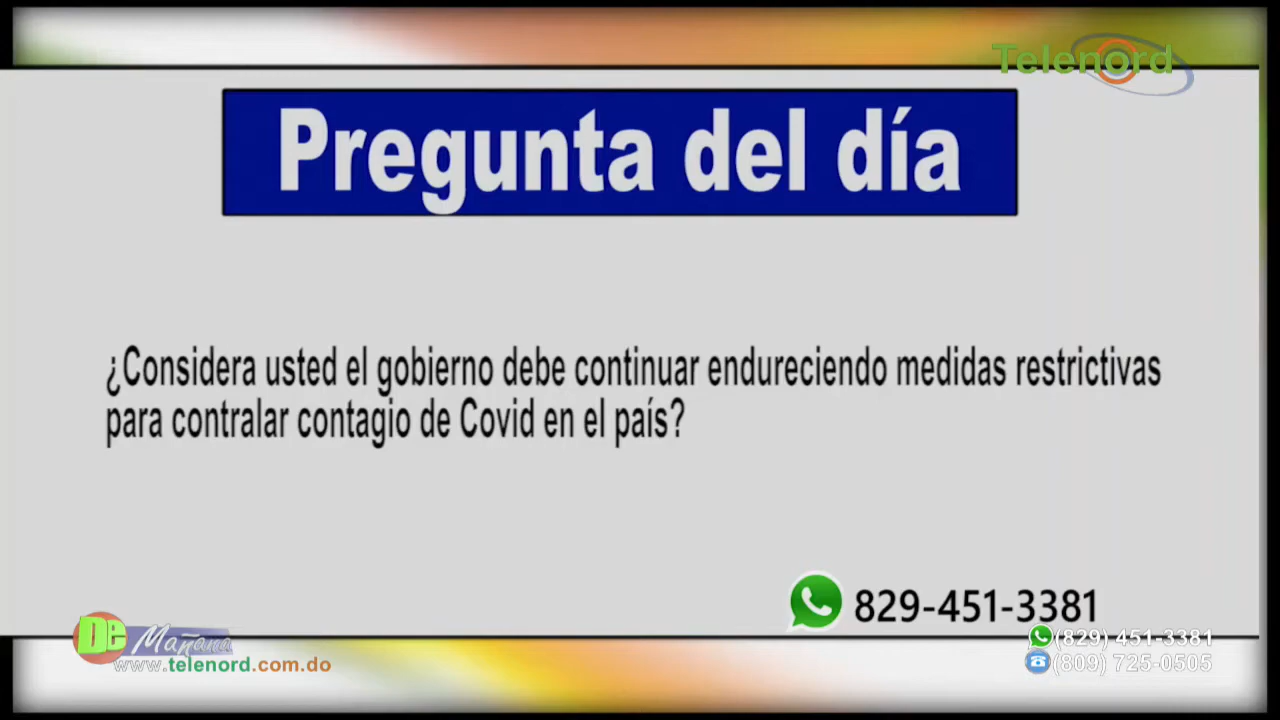 Telenord
Pregunta del día
¿Considera usted el gobierno debe continuar endureciendo medidas restrictivas
para contralar contagio de Covid en el país?
829-451-3381
De Mañana
www.telenord.com.do
(829) 451-3381
(809) 725-0505